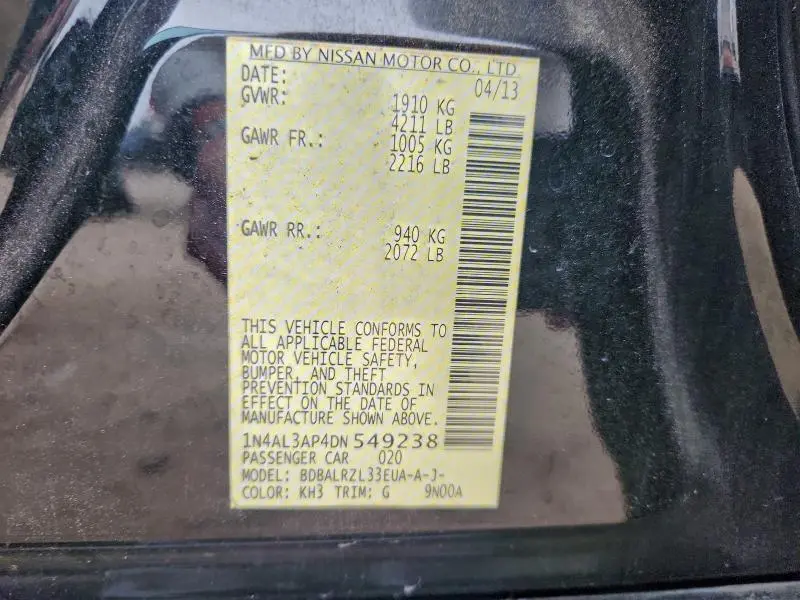 MFD BY NISSAN MOTOR CO., LTD
DATE: 04/13
GVWR: 1910 KG
4211 LB
GAWR FR.: 1005 KG
2216 LB
GAWR RR.: 940 KG
2072 LB
THIS VEHICLE CONFORMS TO
ALL APPLICABLE FEDERAL
MOTOR VEHICLE SAFETY,
BUMPER, AND THEFT
PREVENTION STANDARDS IN
EFFECT ON THE DATE OF
MANUFACTURE SHOWN ABOVE.
1N4AL3AP4DN 549238
PASSENGER CAR 020
MODEL: BDBALRZL33EUA-A-J-
COLOR: KH3 TRIM: G 9N00A